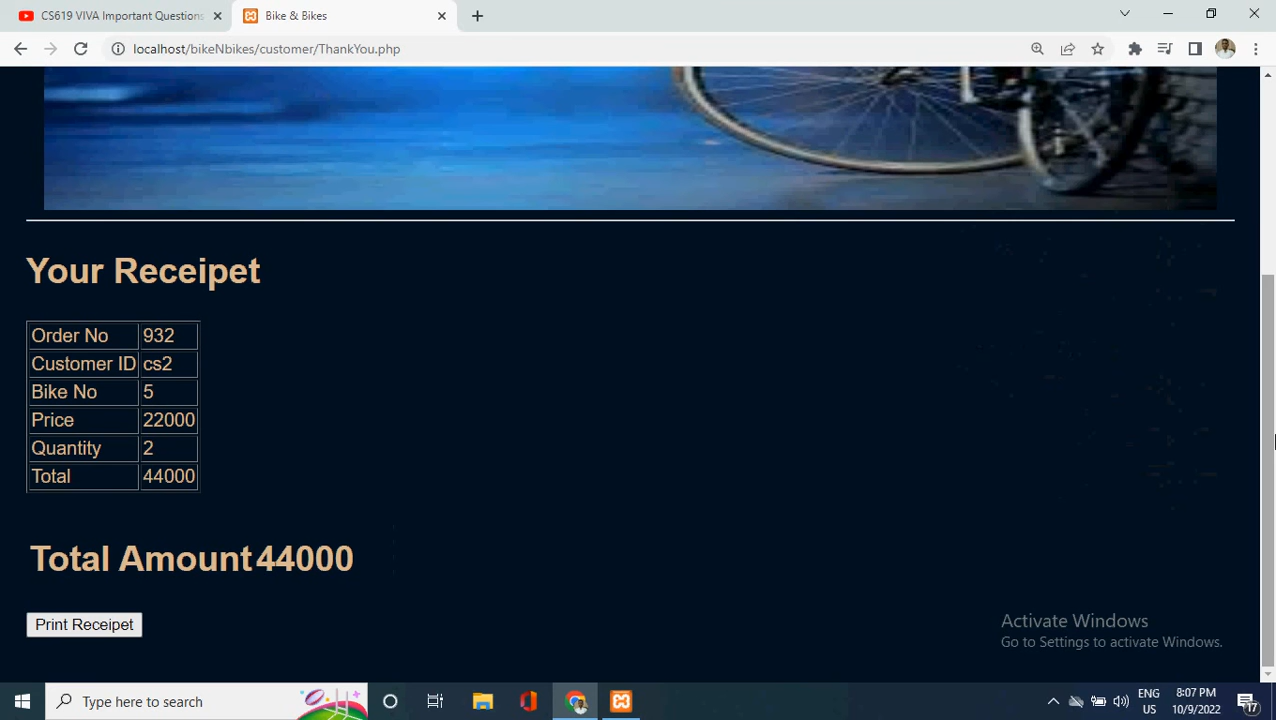 CS619 VIVA Important Questions
Bike & Bikes
localhost/bikeNbikes/customer/ThankYou.php
Your Receipet
Order No 932
Customer ID cs2
Bike No 5
Price 22000
Quantity 2
Total 44000
Total Amount 44000
Print Receipet
Activate Windows
Go to Settings to activate Windows.
Type here to search
ENG
US
8:07 PM
10/9/2022
17